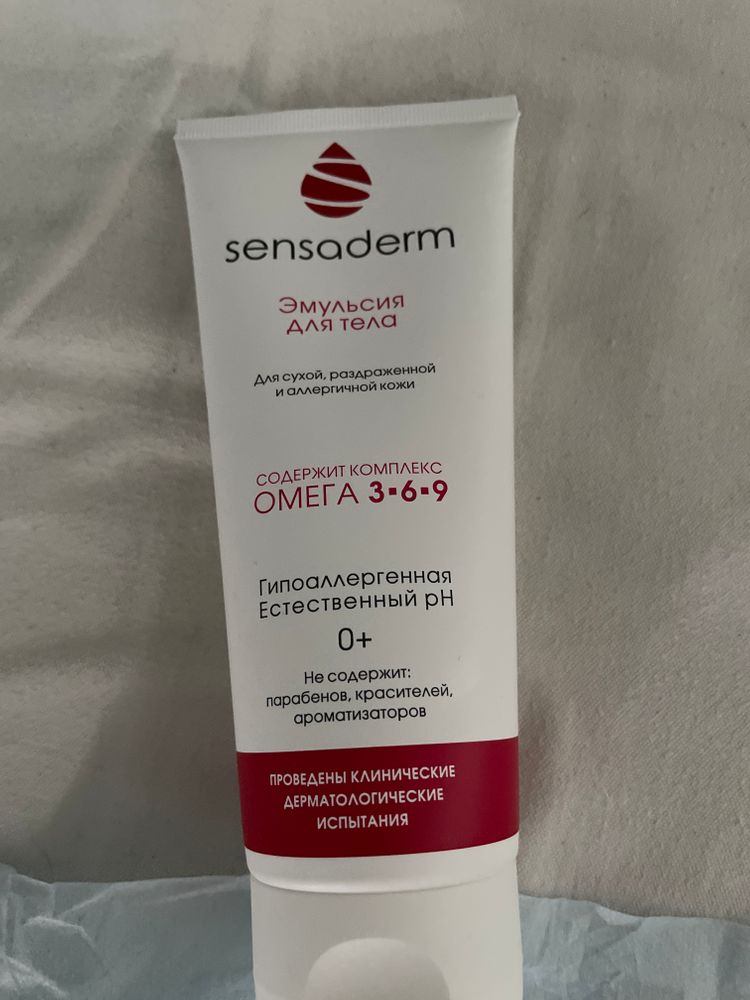 sensaderm
Эмульсия
для тела
Для сухой, раздраженной
и аллергичной кожи
СОДЕРЖИТ КОМПЛЕКС
ОМЕГА 3▪6▪9
Гипоаллергенная
Естественный pH
0+
Не содержит:
парабенов, красителей,
ароматизаторов
ПРОВЕДЕНЫ КЛИНИЧЕСКИЕ
ДЕРМАТОЛОГИЧЕСКИЕ
ИСПЫТАНИЯ